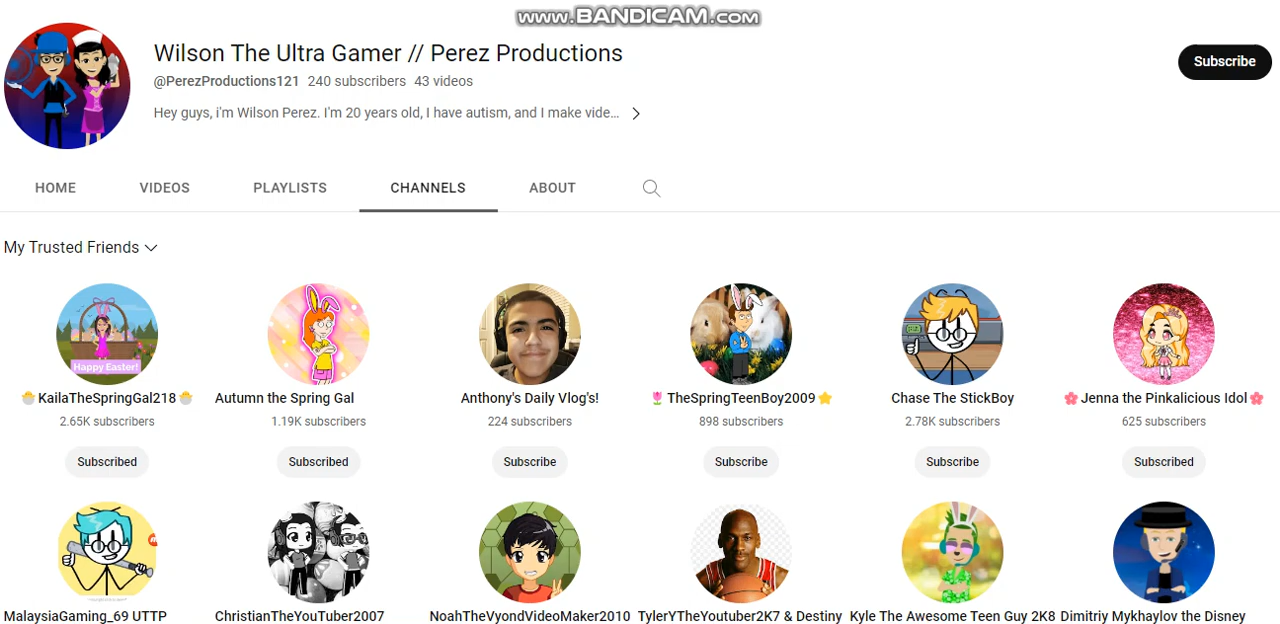 www.BANDICAM.com
Wilson The Ultra Gamer // Perez Productions
@PerezProductions121 240 subscribers 43 videos
Subscribe
Hey guys, i'm Wilson Perez. I'm 20 years old, I have autism, and I make vide...
HOME VIDEOS PLAYLISTS CHANNELS ABOUT
My Trusted Friends
Happy Easter!
🐣KailaTheSpringGal218🐣 Autumn the Spring Gal Anthony's Daily Vlog's! 🌷TheSpringTeenBoy2009⭐ Chase The StickBoy 🌸Jenna the Pinkalicious Idol🌸
2.65K subscribers 1.19K subscribers 224 subscribers 898 subscribers 2.78K subscribers 625 subscribers
Subscribed Subscribed Subscribe Subscribe Subscribe Subscribed
MalaysiaGaming_69 UTTP ChristianTheYouTuber2007 NoahTheVyondVideoMaker2010 TylerYTheYoutuber2K7 & Destiny Kyle The Awesome Teen Guy 2K8 Dimitriy Mykhaylov the Disney